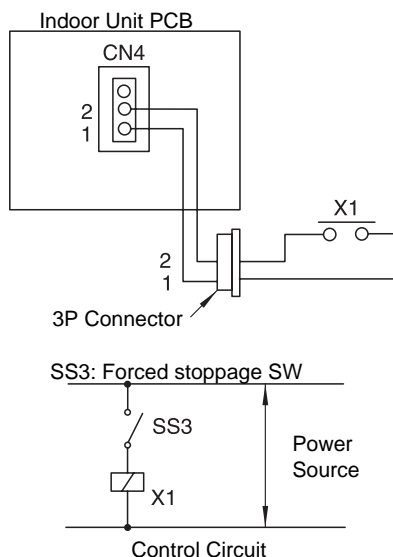 Indoor Unit PCB
CN4
2
1
X1
2
1
3P Connector
SS3: Forced stoppage SW
SS3
Power
Source
X1
Control Circuit